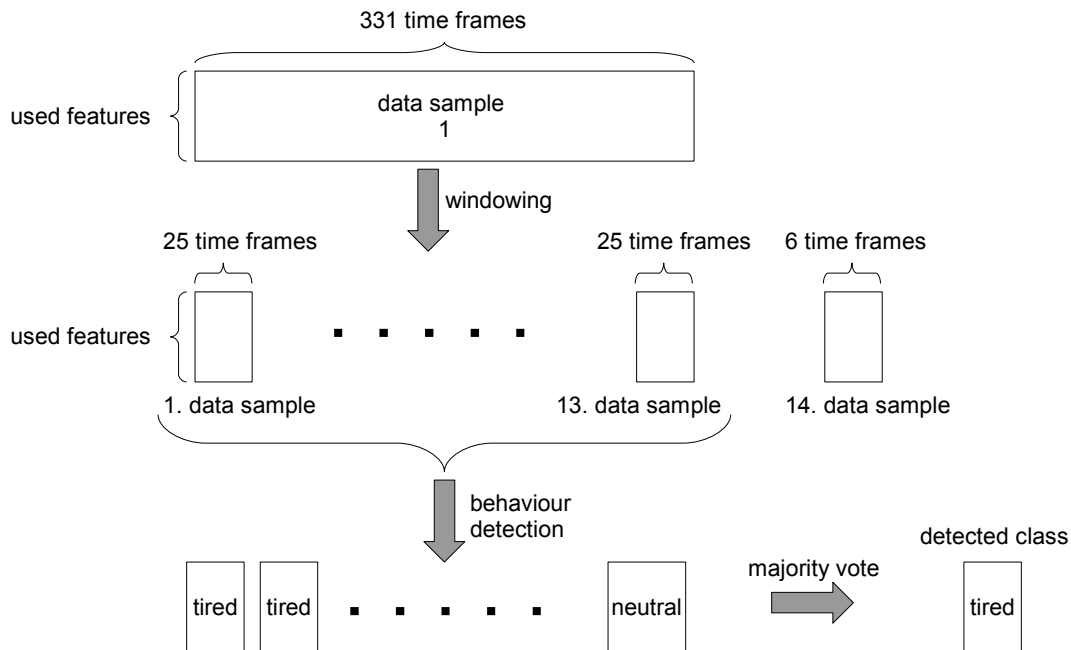 331 time frames
used features
data sample
1
windowing
25 time frames
25 time frames
6 time frames
used features
1. data sample
13. data sample
14. data sample
behaviour
detection
detected class
majority vote
tired
tired
neutral
tired